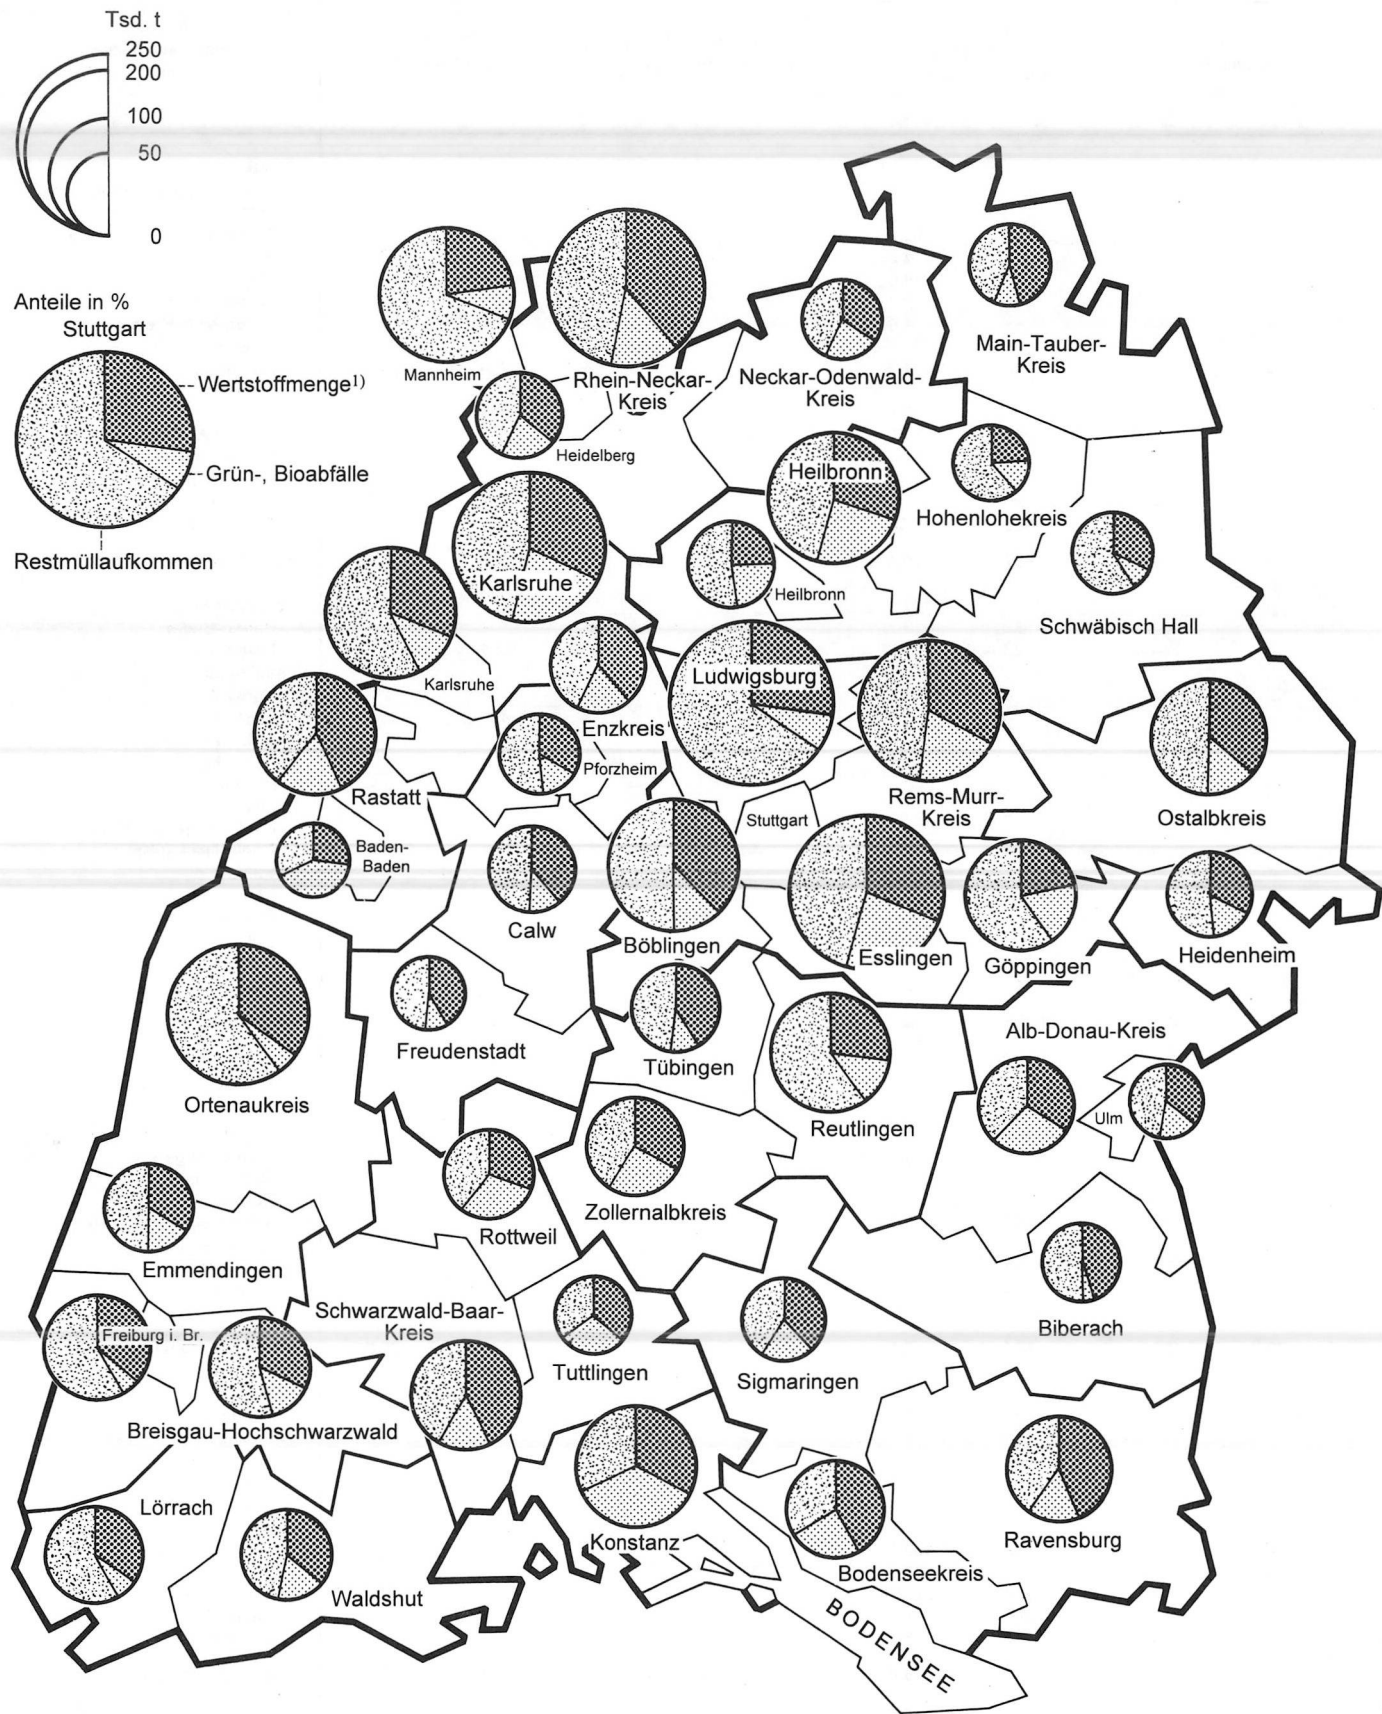 Tsd. t
250
200
100
50
0
Anteile in %
Stuttgart
Wertstoffmenge¹⁾
Grün-, Bioabfälle
Restmüllaufkommen
Mannheim
Rhein-Neckar-
Kreis
Neckar-Odenwald-
Kreis
Main-Tauber-
Kreis
Heidelberg
Heilbronn
Hohenlohekreis
Karlsruhe
Heilbronn
Schwäbisch Hall
Karlsruhe
Ludwigsburg
Enzkreis
Pforzheim
Rastatt
Stuttgart
Rems-Murr-
Kreis
Ostalbkreis
Baden-
Baden
Calw
Böblingen
Esslingen
Göppingen
Heidenheim
Freudenstadt
Tübingen
Alb-Donau-Kreis
Ortenaukreis
Reutlingen
Ulm
Rottweil
Zollernalbkreis
Emmendingen
Schwarzwald-Baar-
Kreis
Freiburg i. Br.
Biberach
Tuttlingen
Sigmaringen
Breisgau-Hochschwarzwald
Lörrach
Konstanz
Ravensburg
Bodenseekreis
Waldshut
BODENSEE